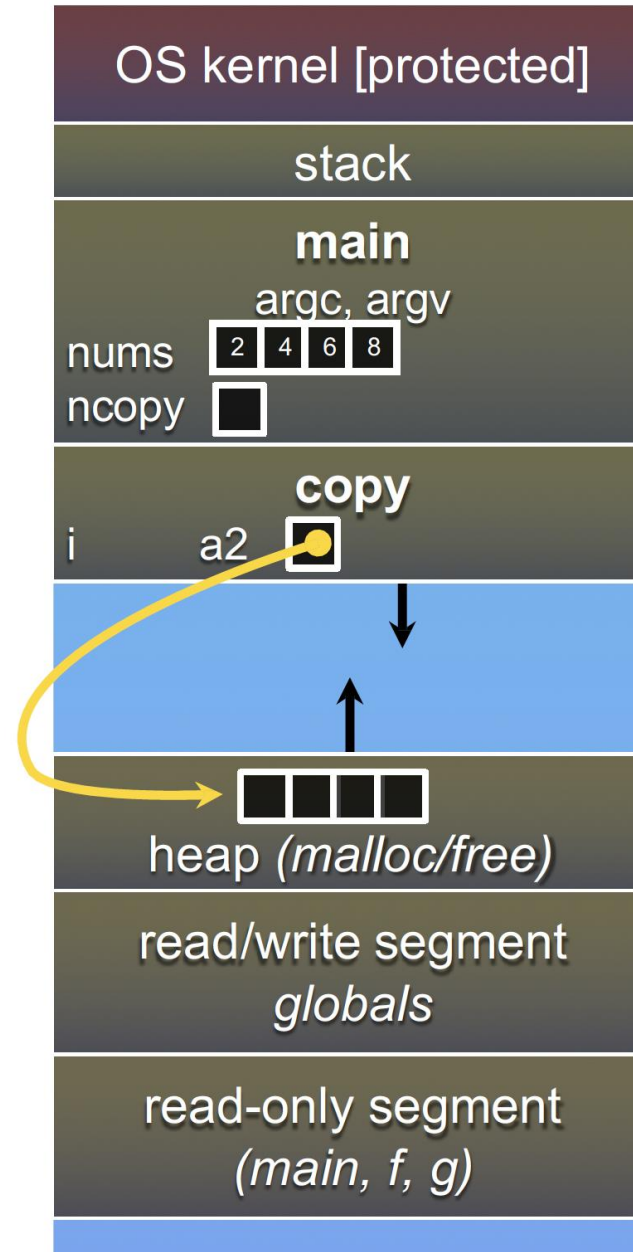 OS kernel [protected]
stack
main
argc, argv
nums 2 4 6 8
ncopy
copy
i a2
heap (malloc/free)
read/write segment
globals
read-only segment
(main, f, g)